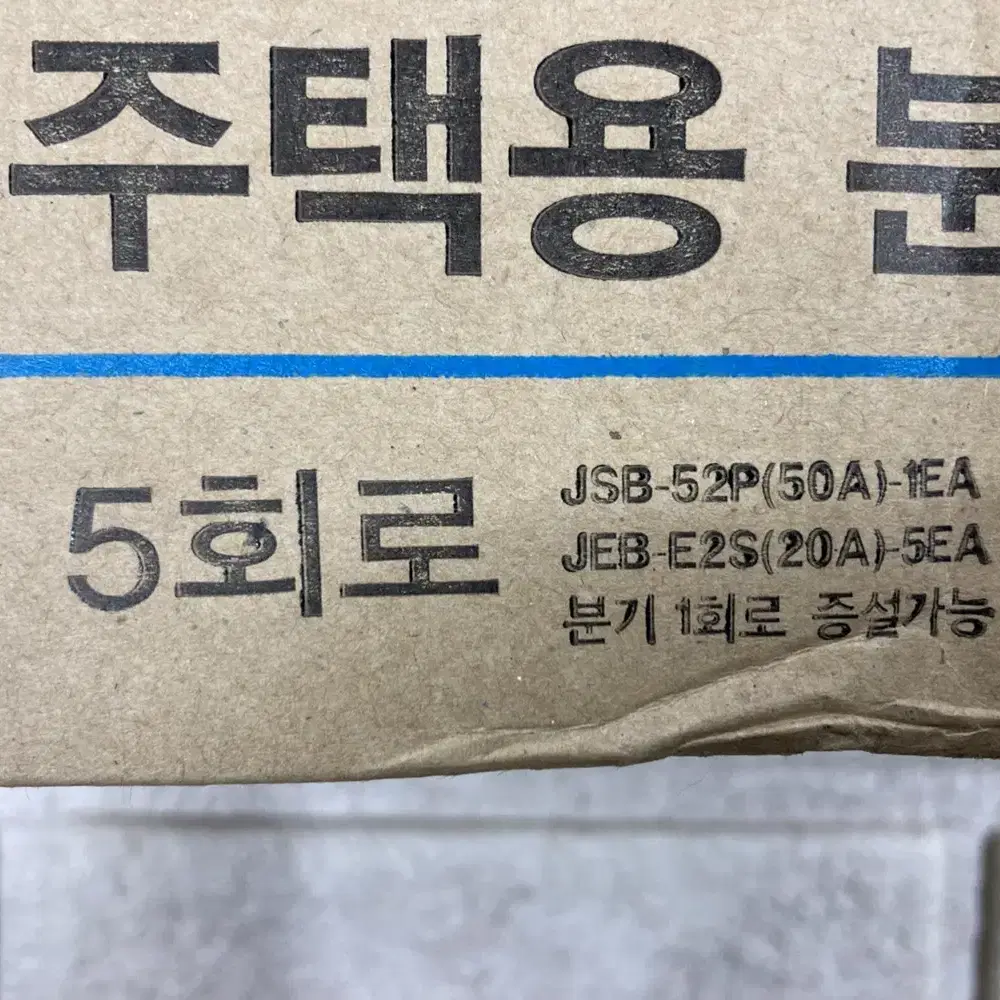 주택용 분
5회로
JSB-52P(50A)-1EA
JEB-E2S(20A)-5EA
분기 1회로 증설가능